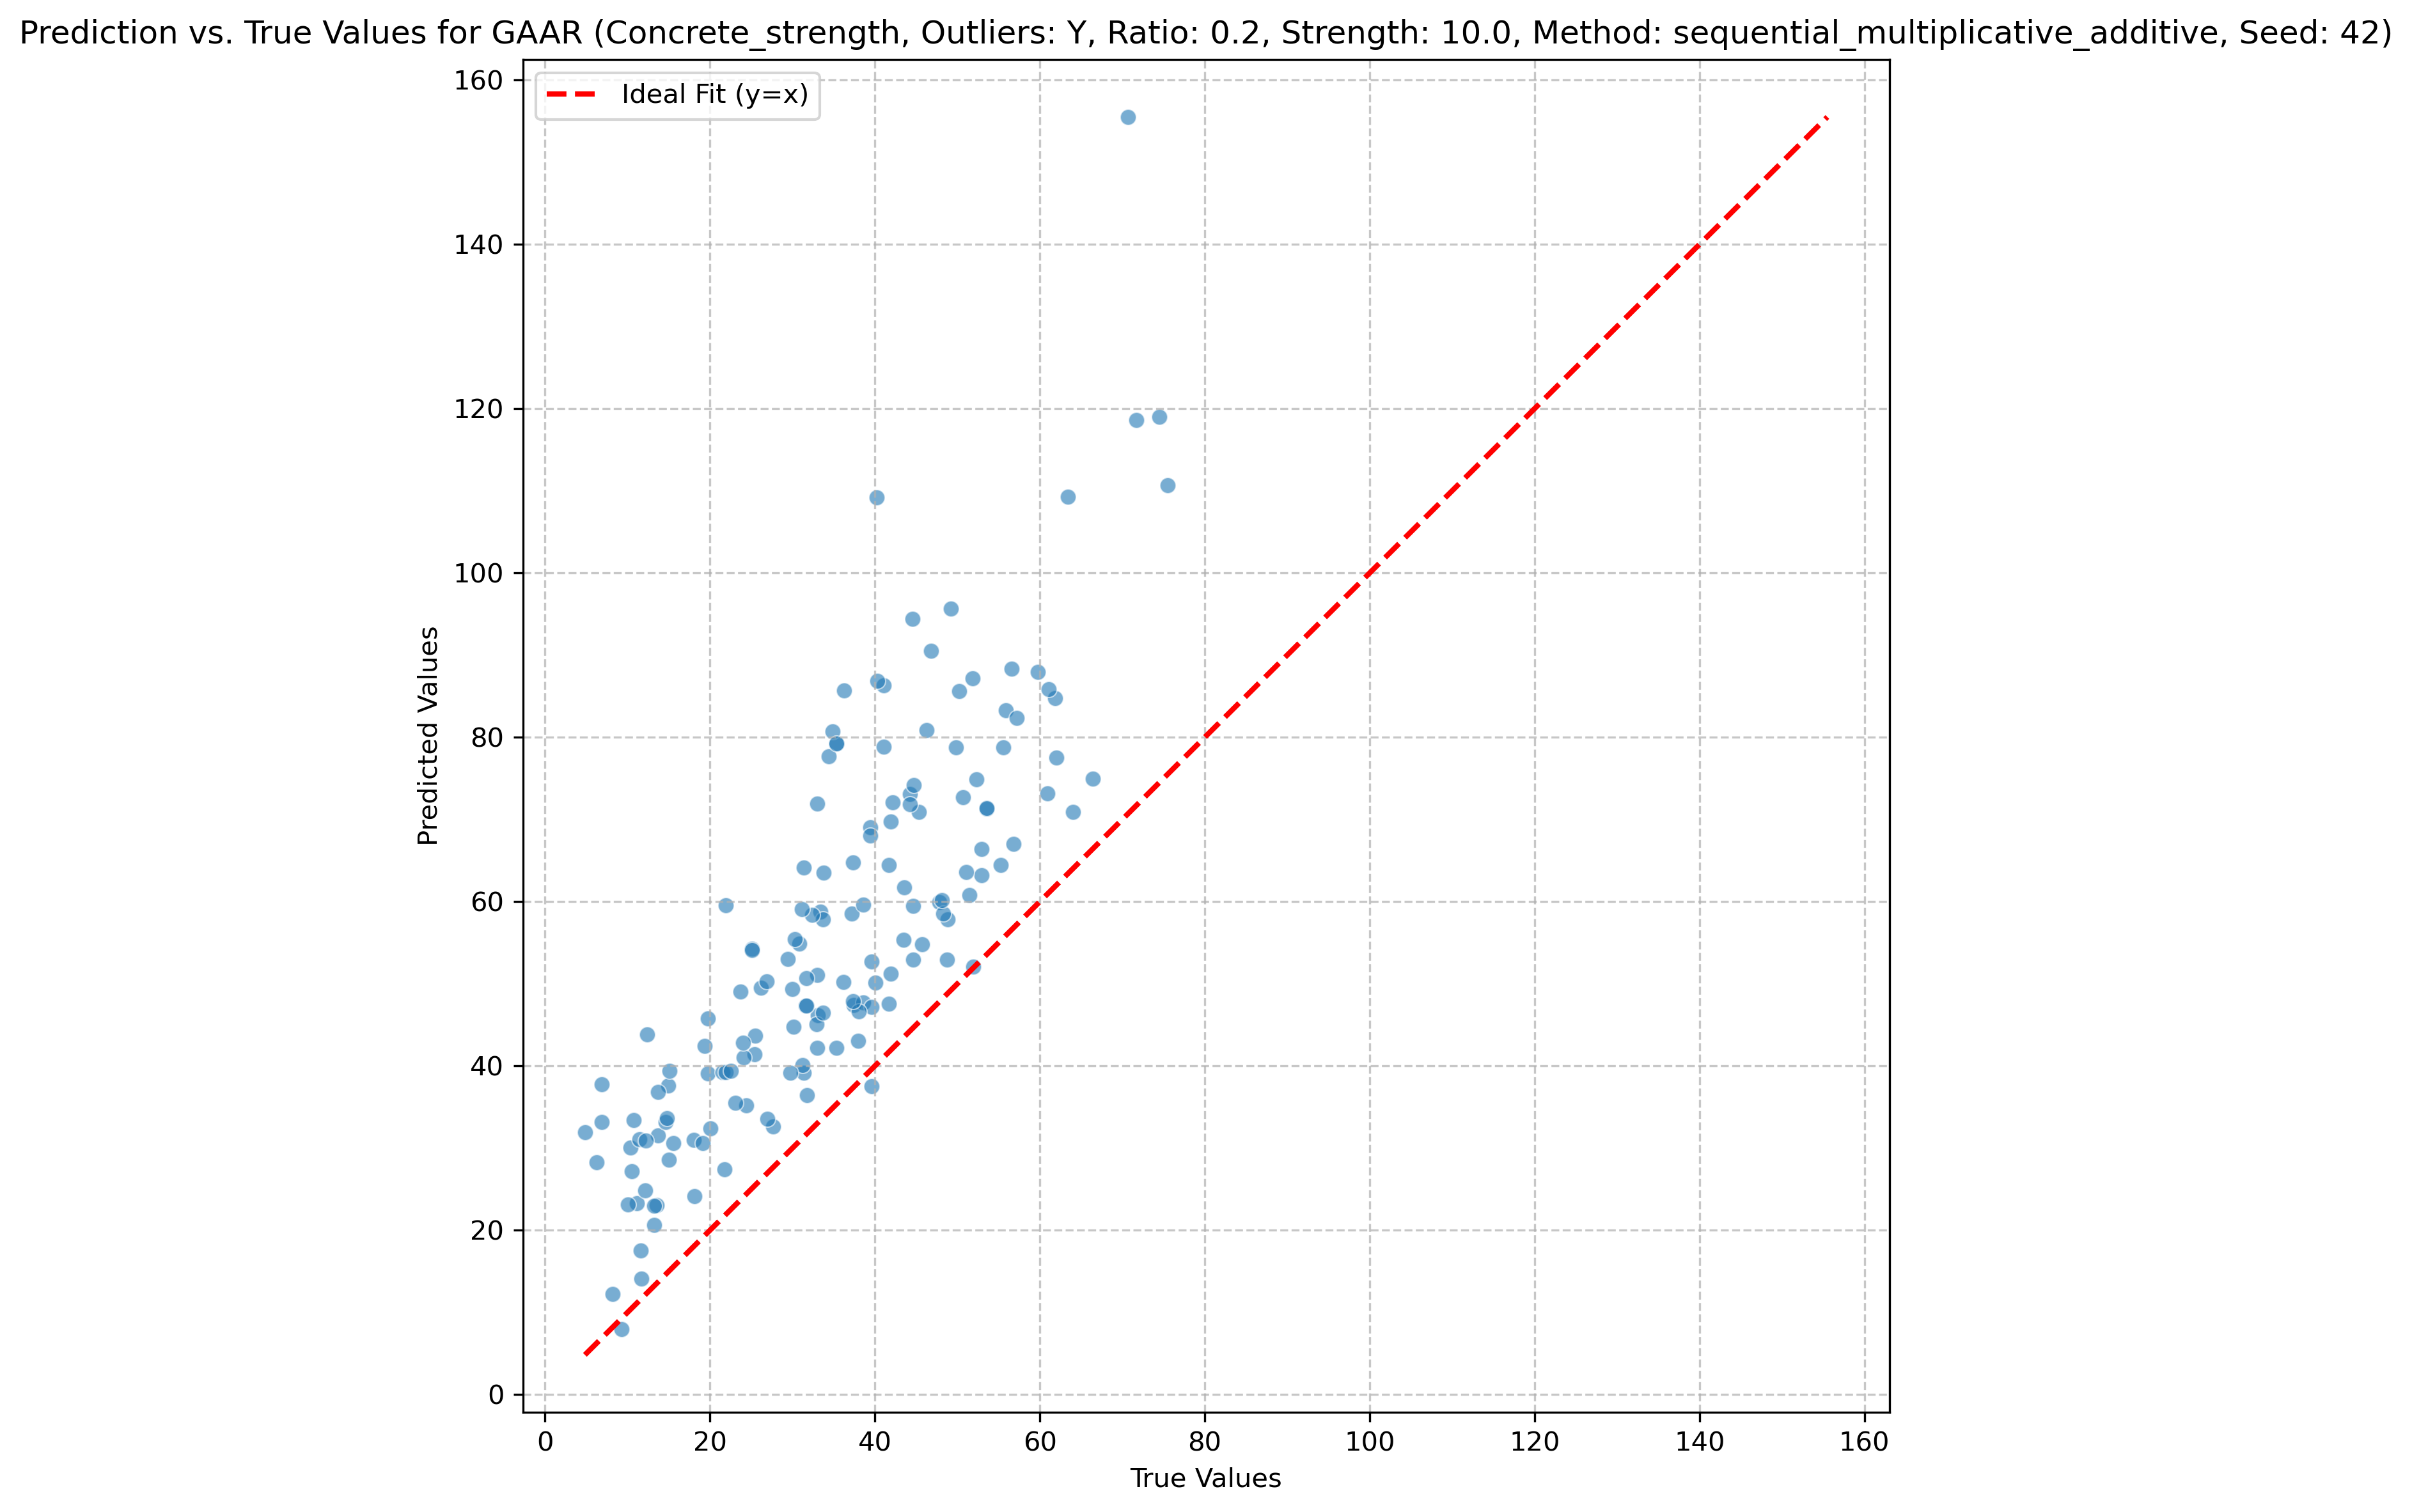 Prediction vs. True Values for GAAR (Concrete_strength, Outliers: Y, Ratio: 0.2, Strength: 10.0, Method: sequential_multiplicative_additive, Seed: 42)
Ideal Fit (y=x)
160
140
120
100
80
60
40
20
0
Predicted Values
0 20 40 60 80 100 120 140 160
True Values